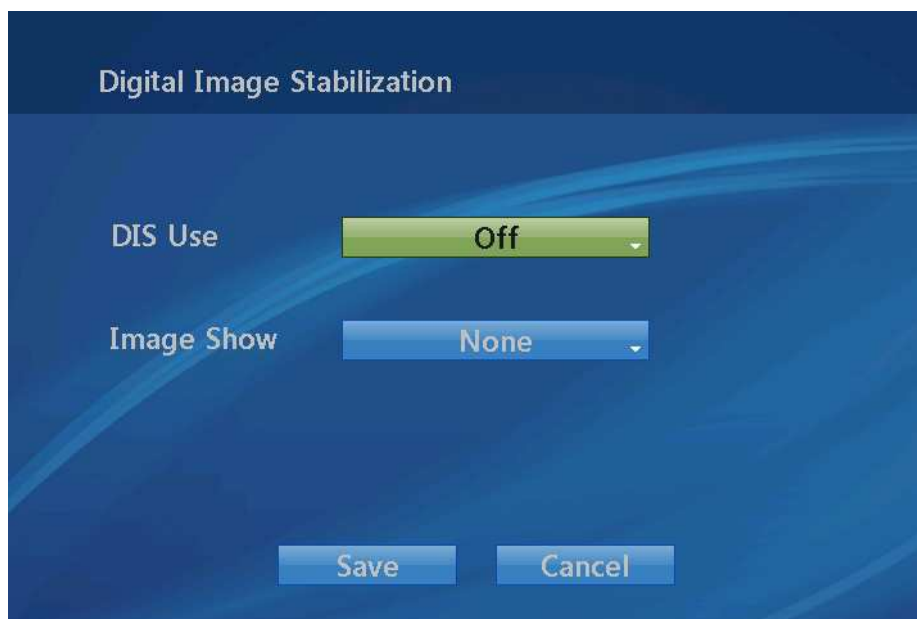 Digital Image Stabilization
DIS Use Off
Image Show None
Save Cancel